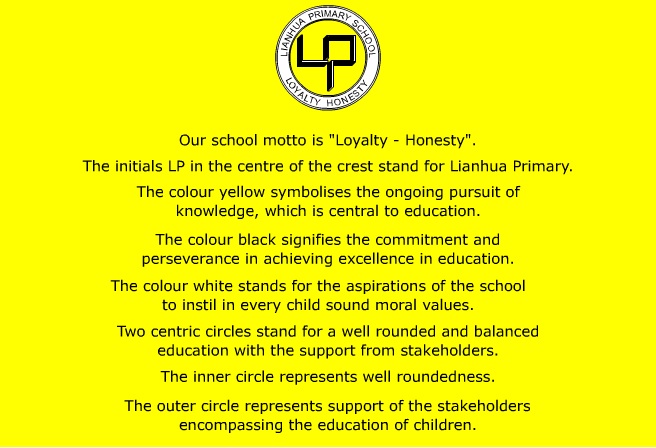 LIANHUA PRIMARY SCHOOL
LP
LOYALTY HONESTY
Our school motto is "Loyalty - Honesty".
The initials LP in the centre of the crest stand for Lianhua Primary.
The colour yellow symbolises the ongoing pursuit of
knowledge, which is central to education.
The colour black signifies the commitment and
perseverance in achieving excellence in education.
The colour white stands for the aspirations of the school
to instil in every child sound moral values.
Two centric circles stand for a well rounded and balanced
education with the support from stakeholders.
The inner circle represents well roundedness.
The outer circle represents support of the stakeholders
encompassing the education of children.